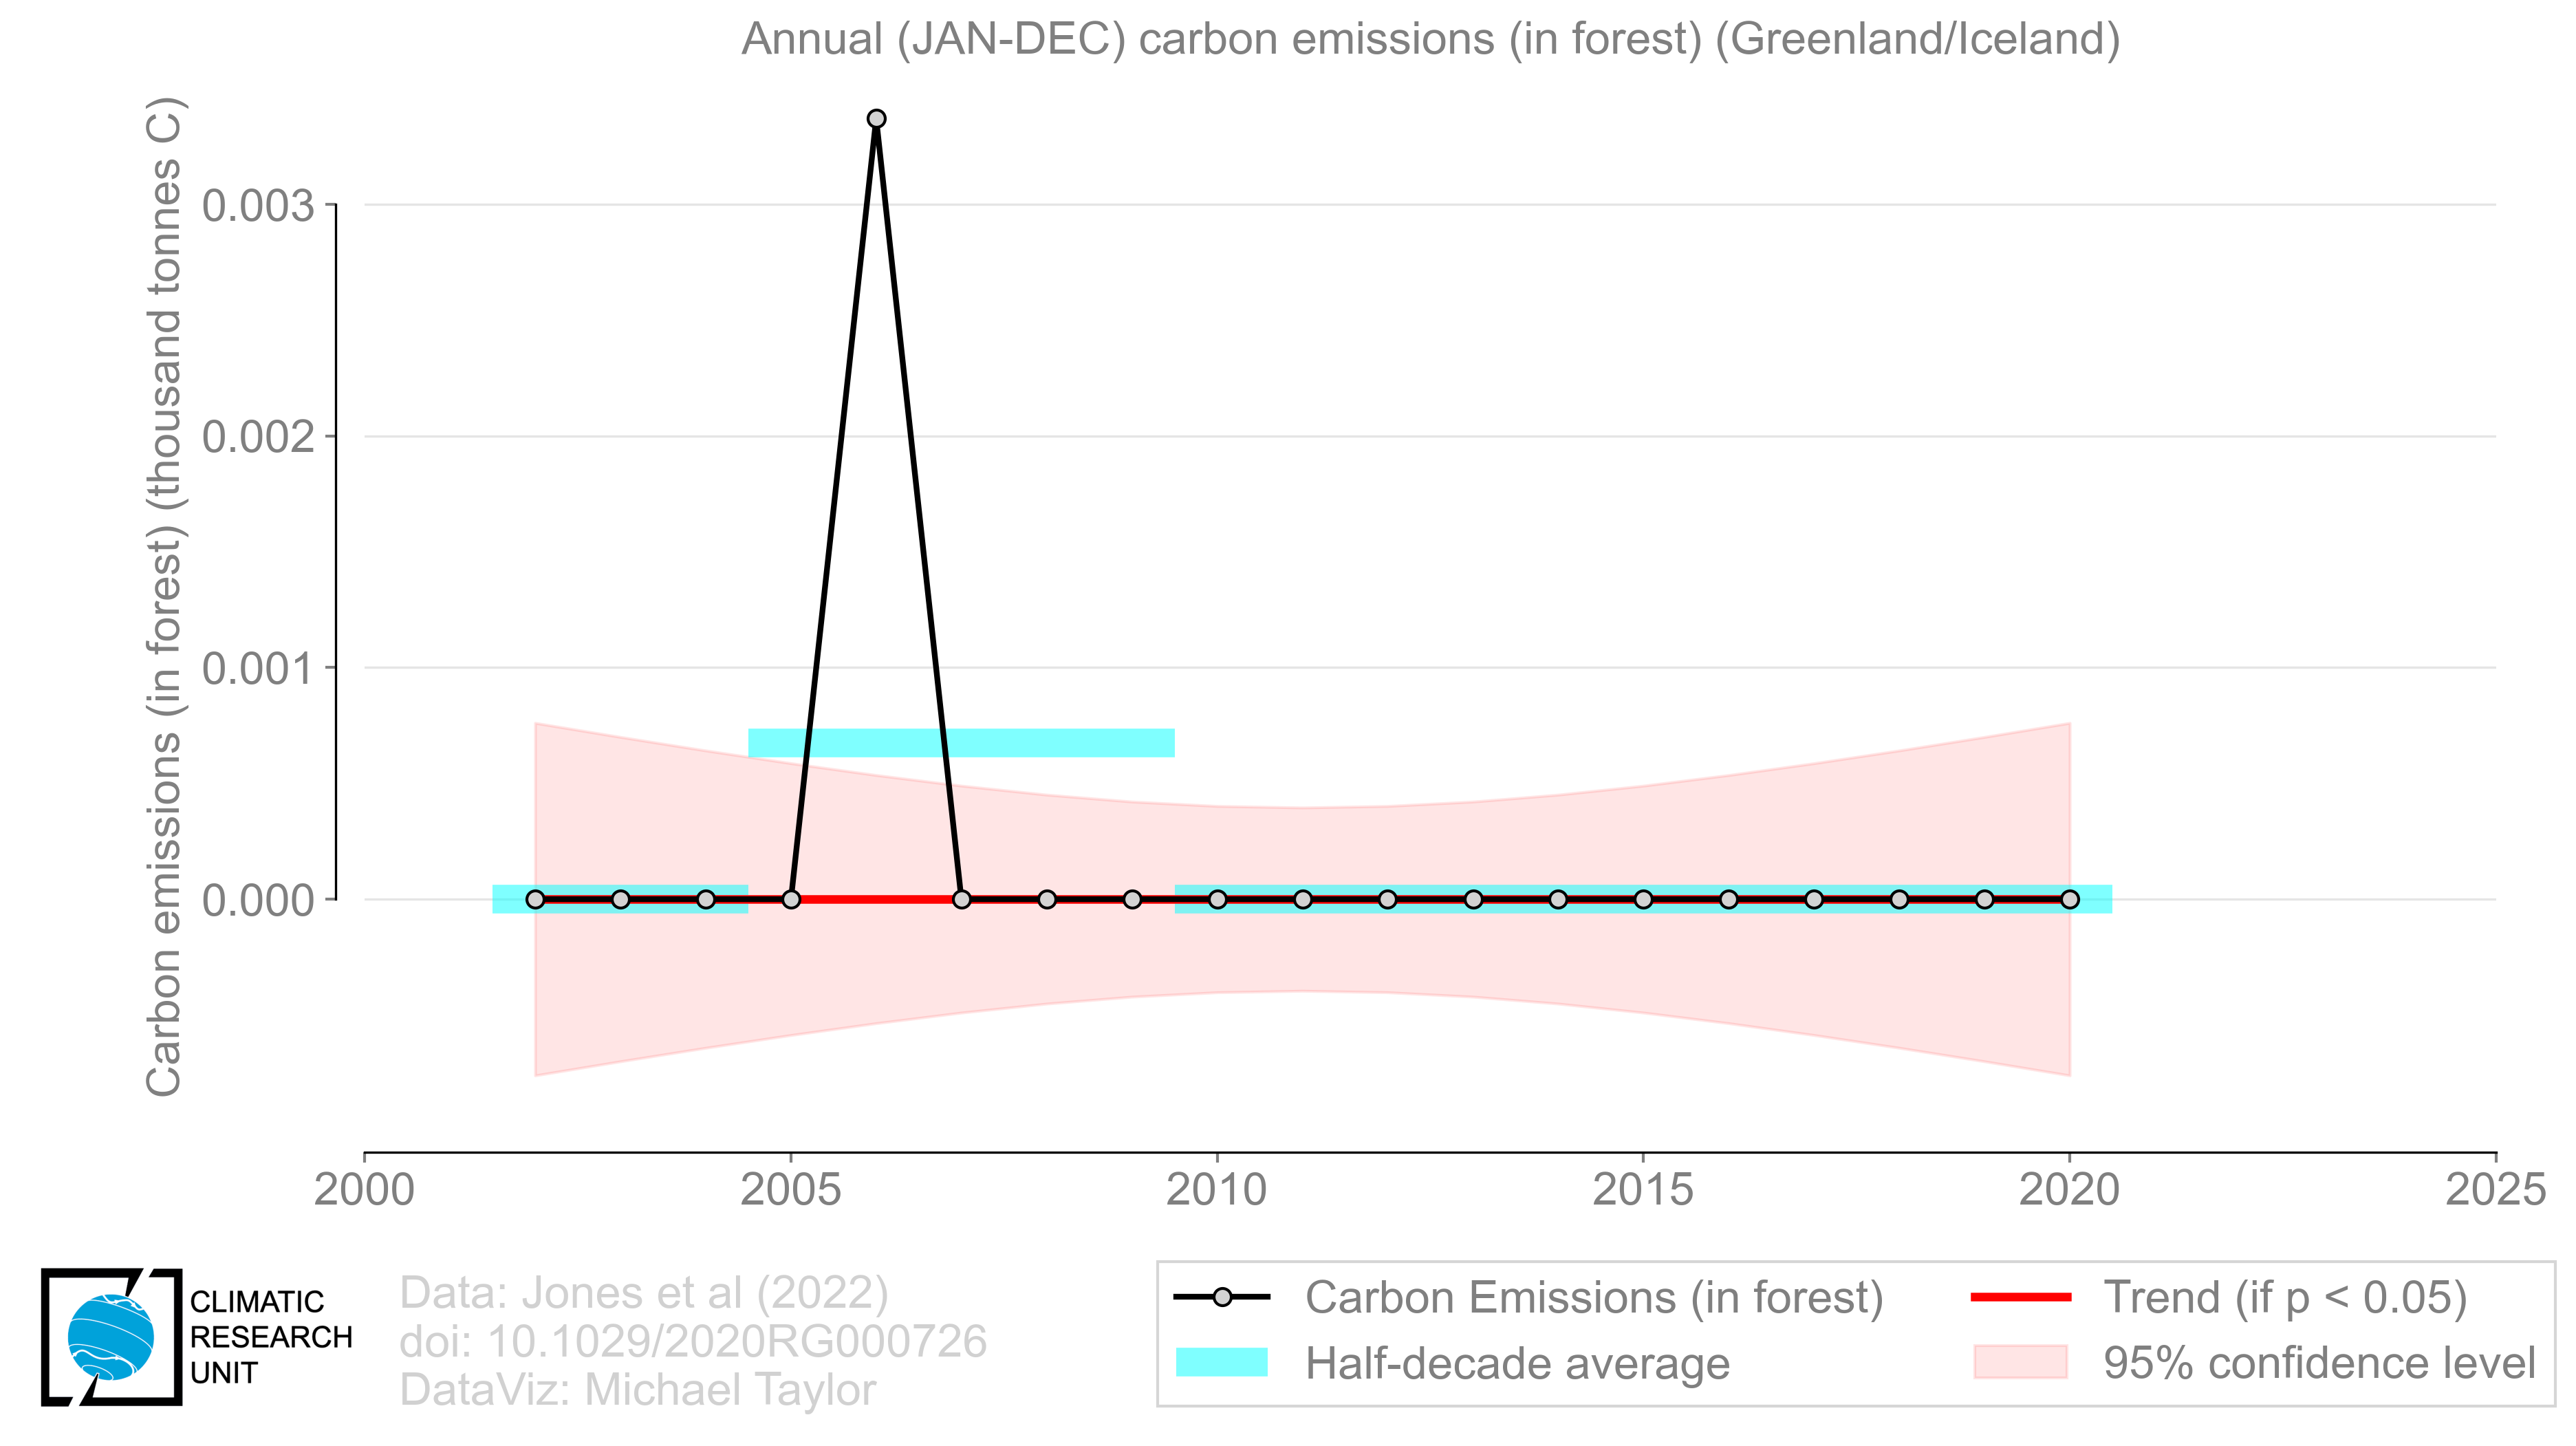 Annual (JAN-DEC) carbon emissions (in forest) (Greenland/Iceland)
Carbon emissions (in forest) (thousand tonnes C)
0.003
0.002
0.001
0.000
2000
2005
2010
2015
2020
2025
CLIMATIC
RESEARCH
UNIT
Data: Jones et al (2022)
doi: 10.1029/2020RG000726
DataViz: Michael Taylor
Carbon Emissions (in forest)
Half-decade average
Trend (if p < 0.05)
95% confidence level